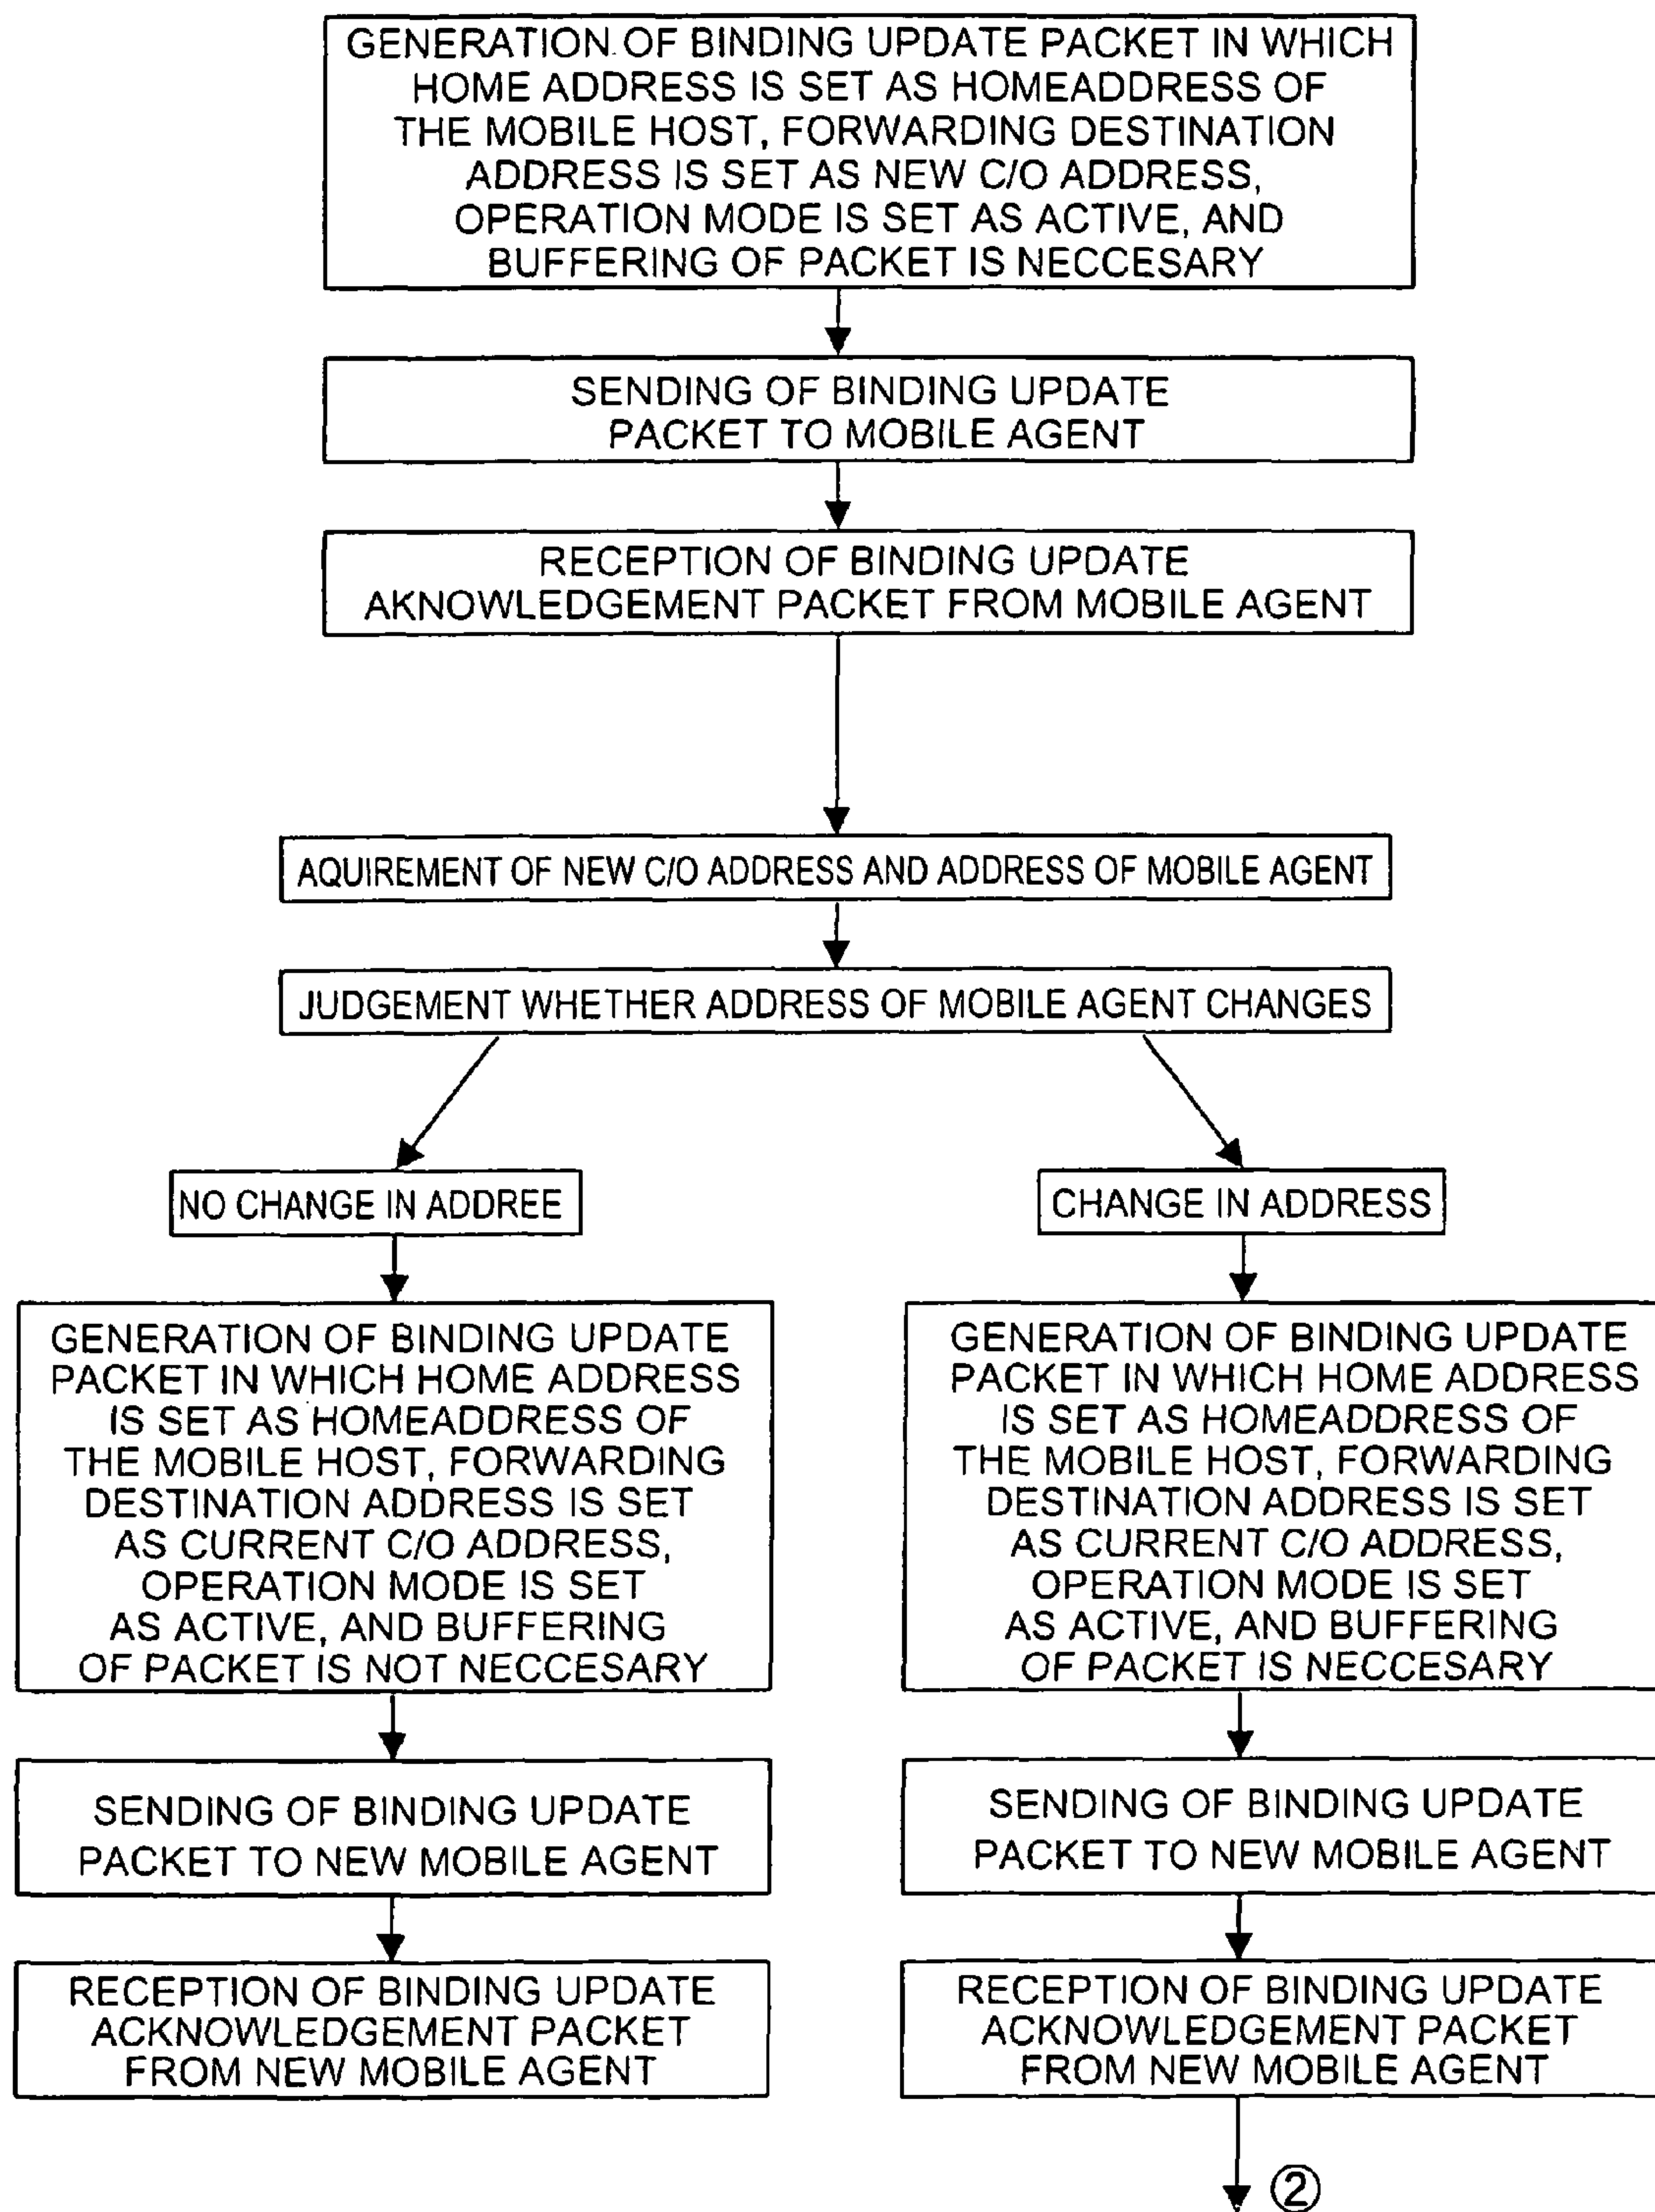 GENERATION OF BINDING UPDATE PACKET IN WHICH
HOME ADDRESS IS SET AS HOMEADDRESS OF
THE MOBILE HOST, FORWARDING DESTINATION
ADDRESS IS SET AS NEW C/O ADDRESS,
OPERATION MODE IS SET AS ACTIVE, AND
BUFFERING OF PACKET IS NECCESARY
SENDING OF BINDING UPDATE
PACKET TO MOBILE AGENT
RECEPTION OF BINDING UPDATE
AKNOWLEDGEMENT PACKET FROM MOBILE AGENT
AQUIREMENT OF NEW C/O ADDRESS AND ADDRESS OF MOBILE AGENT
JUDGEMENT WHETHER ADDRESS OF MOBILE AGENT CHANGES
NO CHANGE IN ADDREE
GENERATION OF BINDING UPDATE
PACKET IN WHICH HOME ADDRESS
IS SET AS HOMEADDRESS OF
THE MOBILE HOST, FORWARDING
DESTINATION ADDRESS IS SET
AS CURRENT C/O ADDRESS,
OPERATION MODE IS SET
AS ACTIVE, AND BUFFERING
OF PACKET IS NOT NECCESARY
SENDING OF BINDING UPDATE
PACKET TO NEW MOBILE AGENT
RECEPTION OF BINDING UPDATE
ACKNOWLEDGEMENT PACKET
FROM NEW MOBILE AGENT
CHANGE IN ADDRESS
GENERATION OF BINDING UPDATE
PACKET IN WHICH HOME ADDRESS
IS SET AS HOMEADDRESS OF
THE MOBILE HOST, FORWARDING
DESTINATION ADDRESS IS SET
AS CURRENT C/O ADDRESS,
OPERATION MODE IS SET
AS ACTIVE, AND BUFFERING
OF PACKET IS NECCESARY
SENDING OF BINDING UPDATE
PACKET TO NEW MOBILE AGENT
RECEPTION OF BINDING UPDATE
ACKNOWLEDGEMENT PACKET
FROM NEW MOBILE AGENT
②